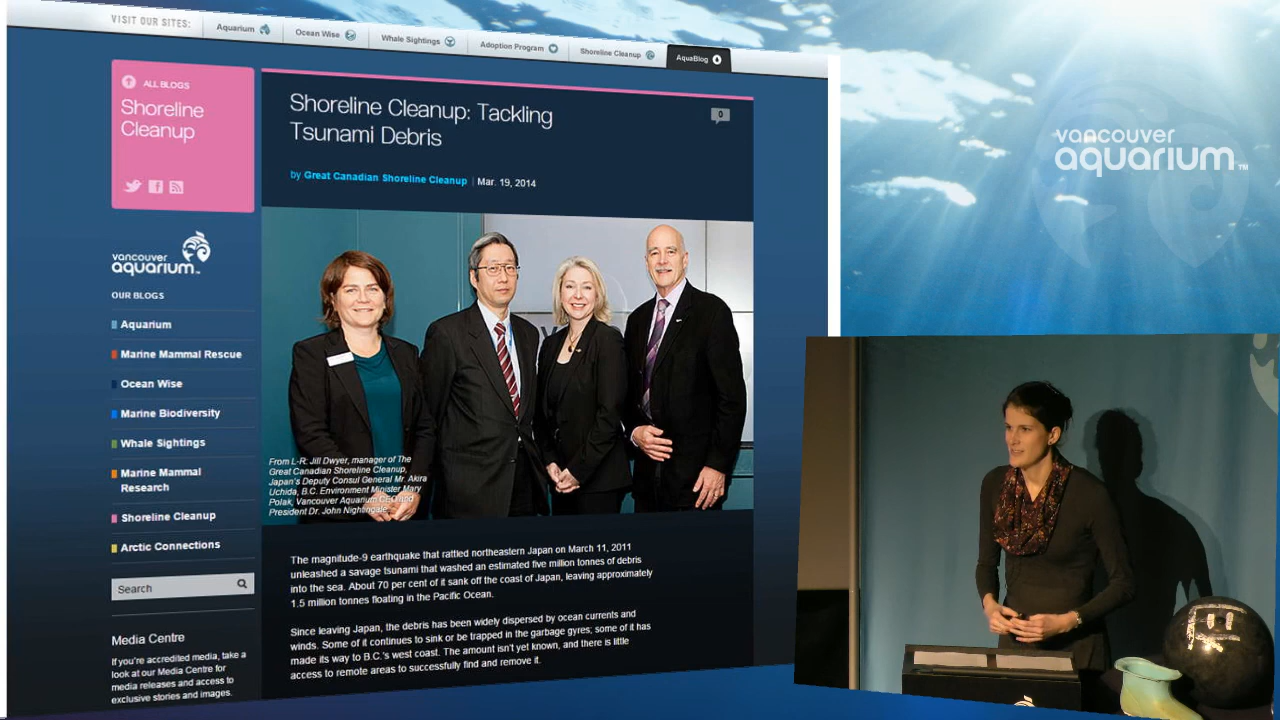 VISIT OUR SITES:
Aquarium
Ocean Wise
Whale Sightings
Adoption Program
Shoreline Cleanup
AquaBlog
ALL BLOGS
Shoreline
Cleanup
vancouver
aquarium™
OUR BLOGS
Aquarium
Marine Mammal Rescue
Ocean Wise
Marine Biodiversity
Whale Sightings
Marine Mammal
Research
Shoreline Cleanup
Arctic Connections
Search
Media Centre
If you're accredited media, take a
look at our Media Centre for
media releases and access to
exclusive stories and images.
Shoreline Cleanup: Tackling
Tsunami Debris
0
by Great Canadian Shoreline Cleanup | Mar. 19, 2014
From L-R: Jill Dwyer, manager of The
Great Canadian Shoreline Cleanup,
Japan's Deputy Consul General Mr. Akira
Uchida, B.C. Environment Minister Mary
Polak, Vancouver Aquarium CEO and
President Dr. John Nightingale.
The magnitude-9 earthquake that rattled northeastern Japan on March 11, 2011
unleashed a savage tsunami that washed an estimated five million tonnes of debris
into the sea. About 70 per cent of it sank off the coast of Japan, leaving approximately
1.5 million tonnes floating in the Pacific Ocean.
Since leaving Japan, the debris has been widely dispersed by ocean currents and
winds. Some of it continues to sink or be trapped in the garbage gyres; some of it has
made its way to B.C.'s west coast. The amount isn't yet known, and there is little
access to remote areas to successfully find and remove it.
vancouver
aquarium™